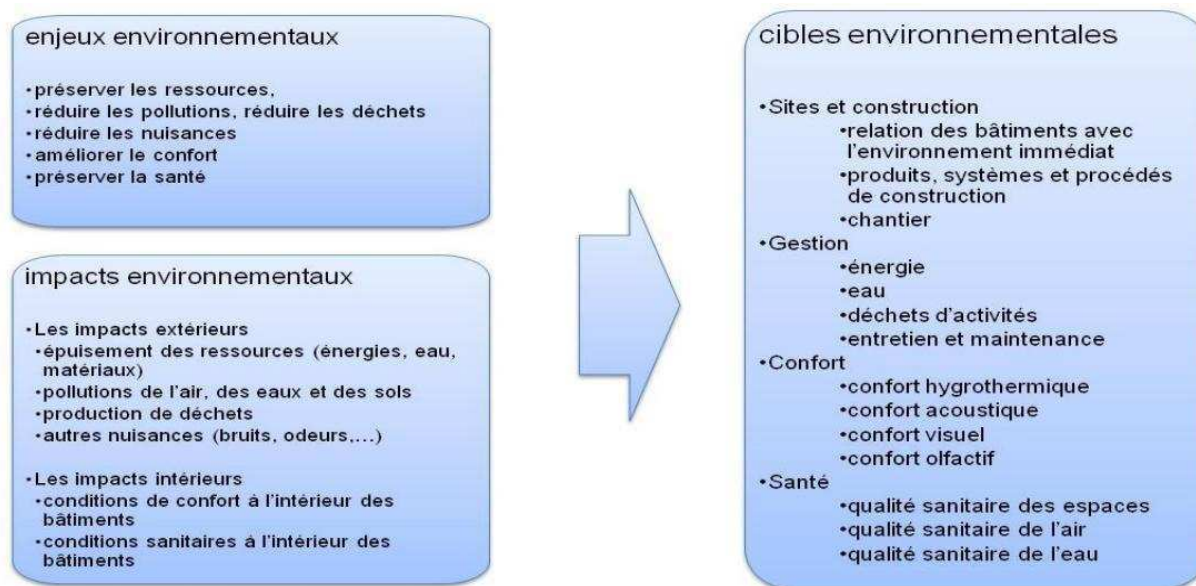 enjeux environnementaux
•préserver les ressources,
•réduire les pollutions, réduire les déchets
•réduire les nuisances
•améliorer le confort
•préserver la santé
impacts environnementaux
•Les impacts extérieurs
•épuisement des ressources (énergies, eau,
matériaux)
•pollutions de l'air, des eaux et des sols
•production de déchets
•autres nuisances (bruits, odeurs,…)
•Les impacts intérieurs
•conditions de confort á l'intérieur des
bâtiments
•conditions sanitaires á l'intérieur des
bâtiments
cibles environnementales
•Sites et construction
•relation des bâtiments avec
l'environnement immédiat
•produits, systèmes et procédés
de construction
•chantier
•Gestion
•énergie
•eau
•déchets d'activités
•entretien et maintenance
•Confort
•confort hygrothermique
•confort acoustique
•confort visuel
•confort olfactif
•Santé
•qualité sanitaire des espaces
•qualité sanitaire de l'air
•qualité sanitaire de l'eau